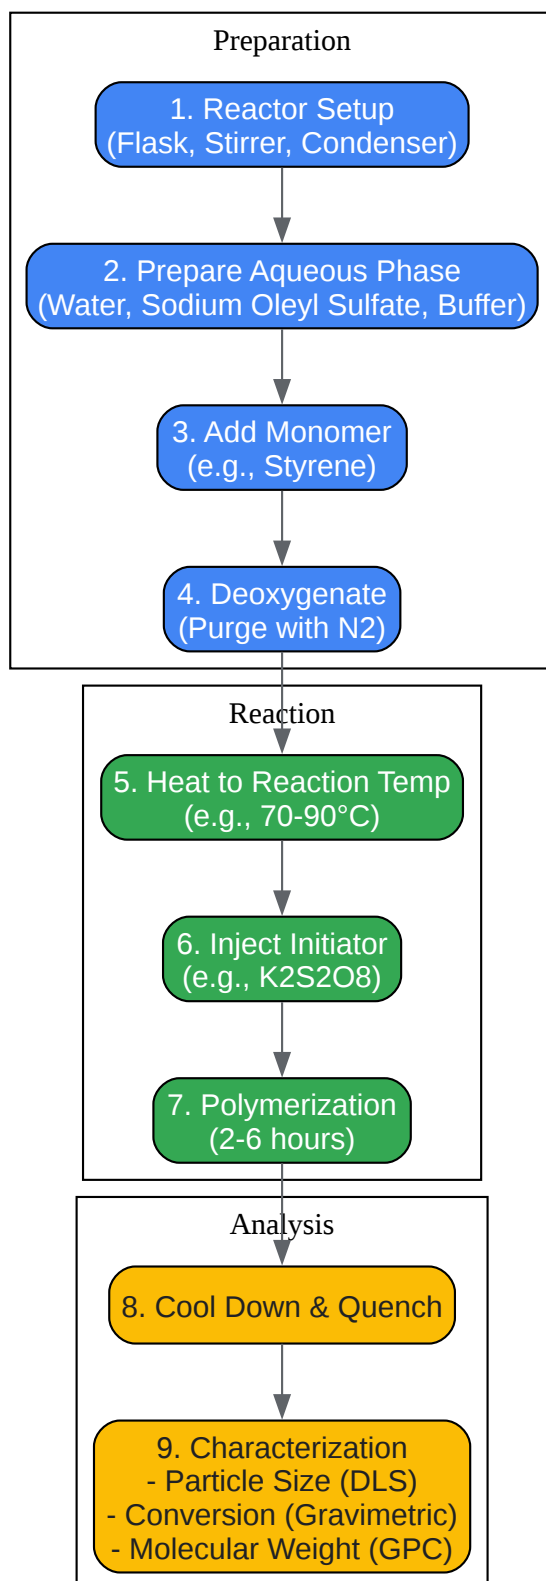 Preparation
1. Reactor Setup
(Flask, Stirrer, Condenser)
2. Prepare Aqueous Phase
(Water, Sodium Oleyl Sulfate, Buffer)
3. Add Monomer
(e.g., Styrene)
4. Deoxygenate
(Purge with N2)
Reaction
5. Heat to Reaction Temp
(e.g., 70-90°C)
6. Inject Initiator
(e.g., K2S2O8)
7. Polymerization
(2-6 hours)
Analysis
8. Cool Down & Quench
9. Characterization
- Particle Size (DLS)
- Conversion (Gravimetric)
- Molecular Weight (GPC)